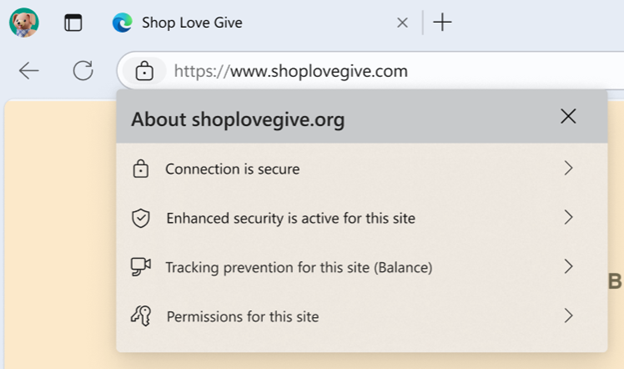 Shop Love Give
https://www.shoplovegive.com
About shoplovegive.org
Connection is secure
Enhanced security is active for this site
Tracking prevention for this site (Balance)
Permissions for this site
B